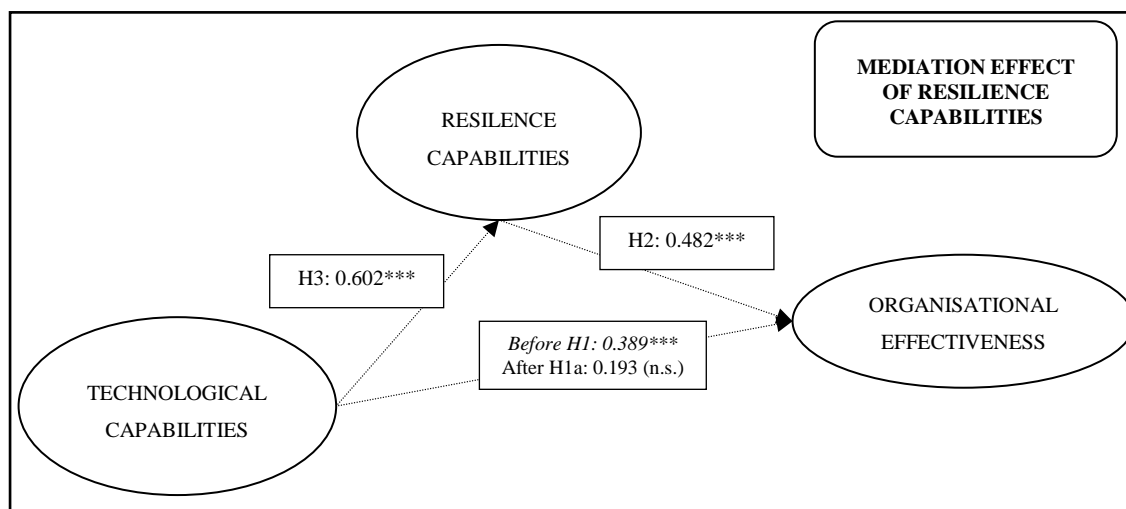 MEDIATION EFFECT
OF RESILIENCE
CAPABILITIES
RESILENCE
CAPABILITIES
H2: 0.482***
H3: 0.602***
ORGANISATIONAL
EFFECTIVENESS
Before H1: 0.389***
After H1a: 0.193 (n.s.)
TECHNOLOGICAL
CAPABILITIES